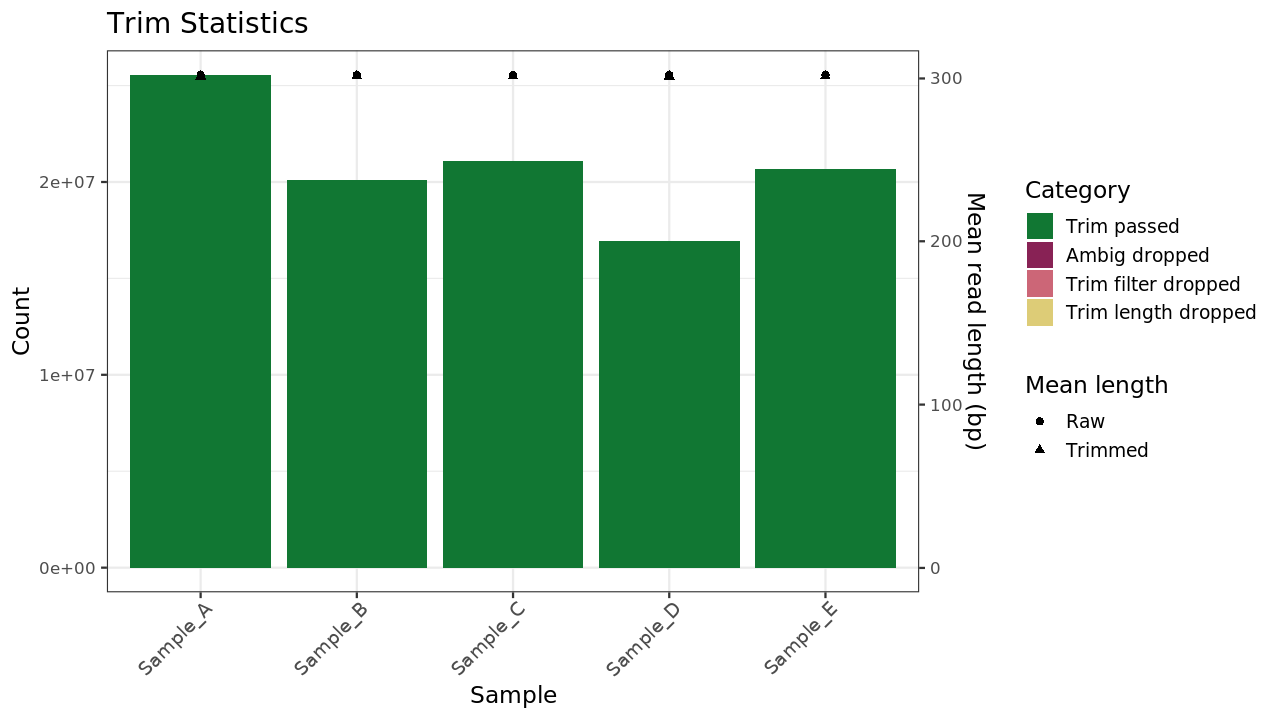 Trim Statistics
Count
2e+07
1e+07
0e+00
300
200
100
0
Mean read length (bp)
Sample_A
Sample_B
Sample_C
Sample_D
Sample_E
Sample
Category
Trim passed
Ambig dropped
Trim filter dropped
Trim length dropped
Mean length
Raw
Trimmed